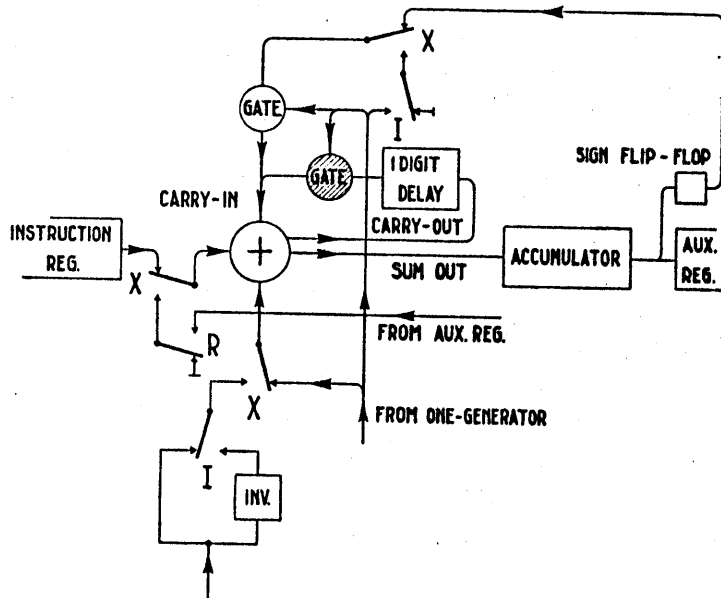 X
GATE
I
SIGN FLIP-FLOP
GATE
1 DIGIT
DELAY
CARRY-IN
CARRY-OUT
INSTRUCTION
REG.
+
SUM OUT
ACCUMULATOR
AUX.
REG.
X
R
FROM AUX. REG.
X
FROM ONE-GENERATOR
I
INV.